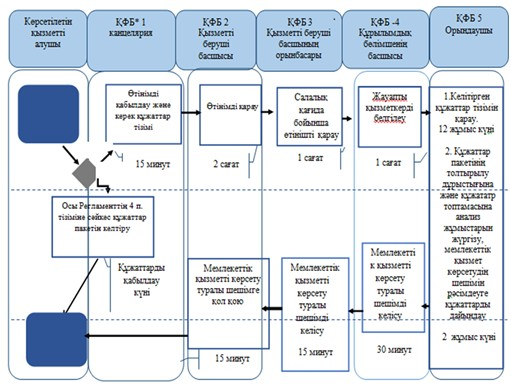 Көрсетілетін
қызметті
алушы
ҚФБ* 1
канцелярия
ҚФБ 2
Қызметті
беруші
басшысы
ҚФБ 3
Қызметті беруші
басшының
орынбасары
ҚФБ -4
Құрылымдық
бөлімшенің
басшысы
ҚФБ 5
Орындаушы
Өтінімді
қабылдау және
керек құжаттар
тізімі
15 минут
Өтінімді қарау
2 сағат
Салалық
қағида
бойынша
өтінішті қарау
1 сағат
Жауапты
қызметкерді
белгілеу
1 сағат
1.Келітірген
құжаттар тізімін
қарау.
12 жұмыс күні
2. Құжаттар
пакетінің
толтырылу
дұрыстығына
және құжататр
топтамасына
анализ
жұмыстарын
жүргізу,
мемлекеттік
қызмет
көрсетудің
шешімін
рәсімдеуге
құжаттарды
дайындау
2 жұмыс күні
Осы Регламенттін 4 п.
тізіміне сәйкес құжаттар
пакетін келтіру
Құжаттарды
қабылдау
күні
Мемлекеттік
қызметті көрсету
туралы шешімге
қол қою
15 минут
Мемлекеттік
қызметті
көрсету
туралы
шешімді
келісу
15 минут
Мемлекетті
к қызметті
көрсету
туралы
шешімді
келісу
30 минут